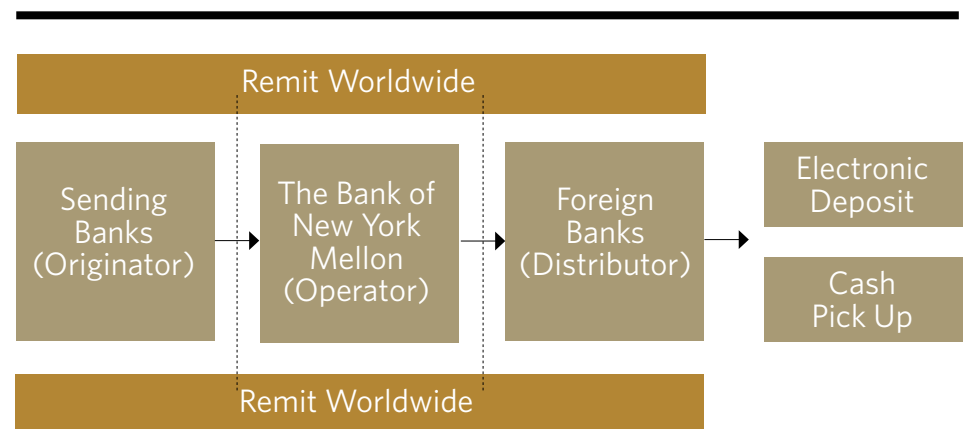 Remit Worldwide
Sending
Banks
(Originator)
The Bank of
New York
Mellon
(Operator)
Foreign
Banks
(Distributor)
Electronic
Deposit
Cash
Pick Up
Remit Worldwide